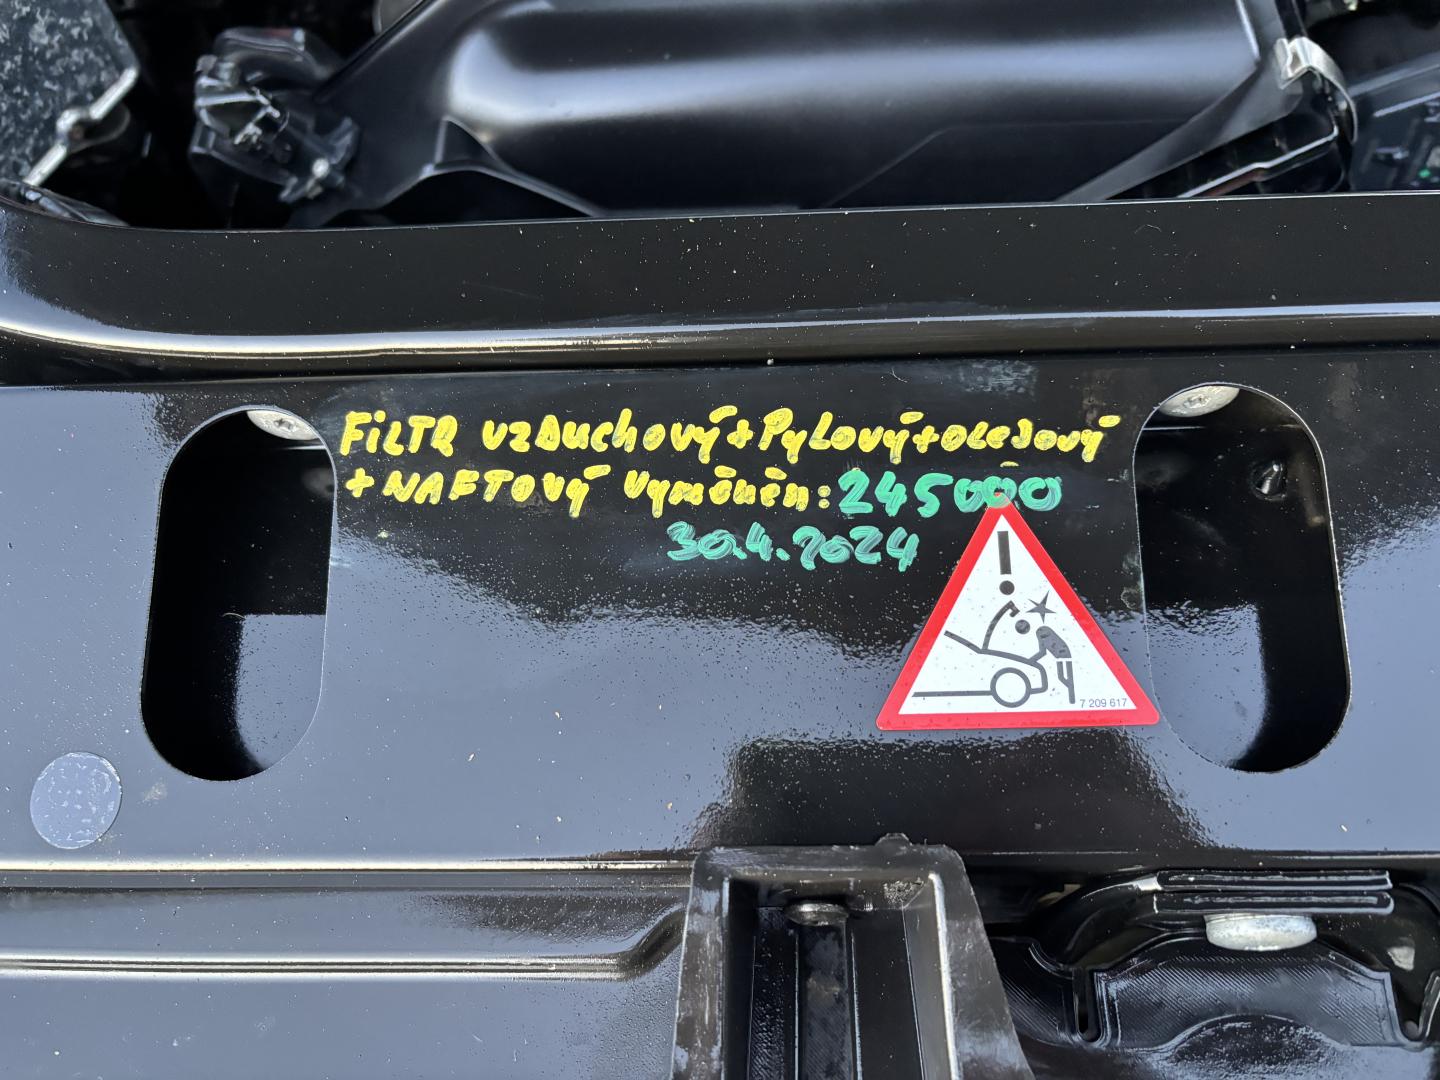 FiLTR VZDUchový+PyLový+oLeJový
+ NAFTový Vyměněn: 245000
30.4.2024
7 209 617